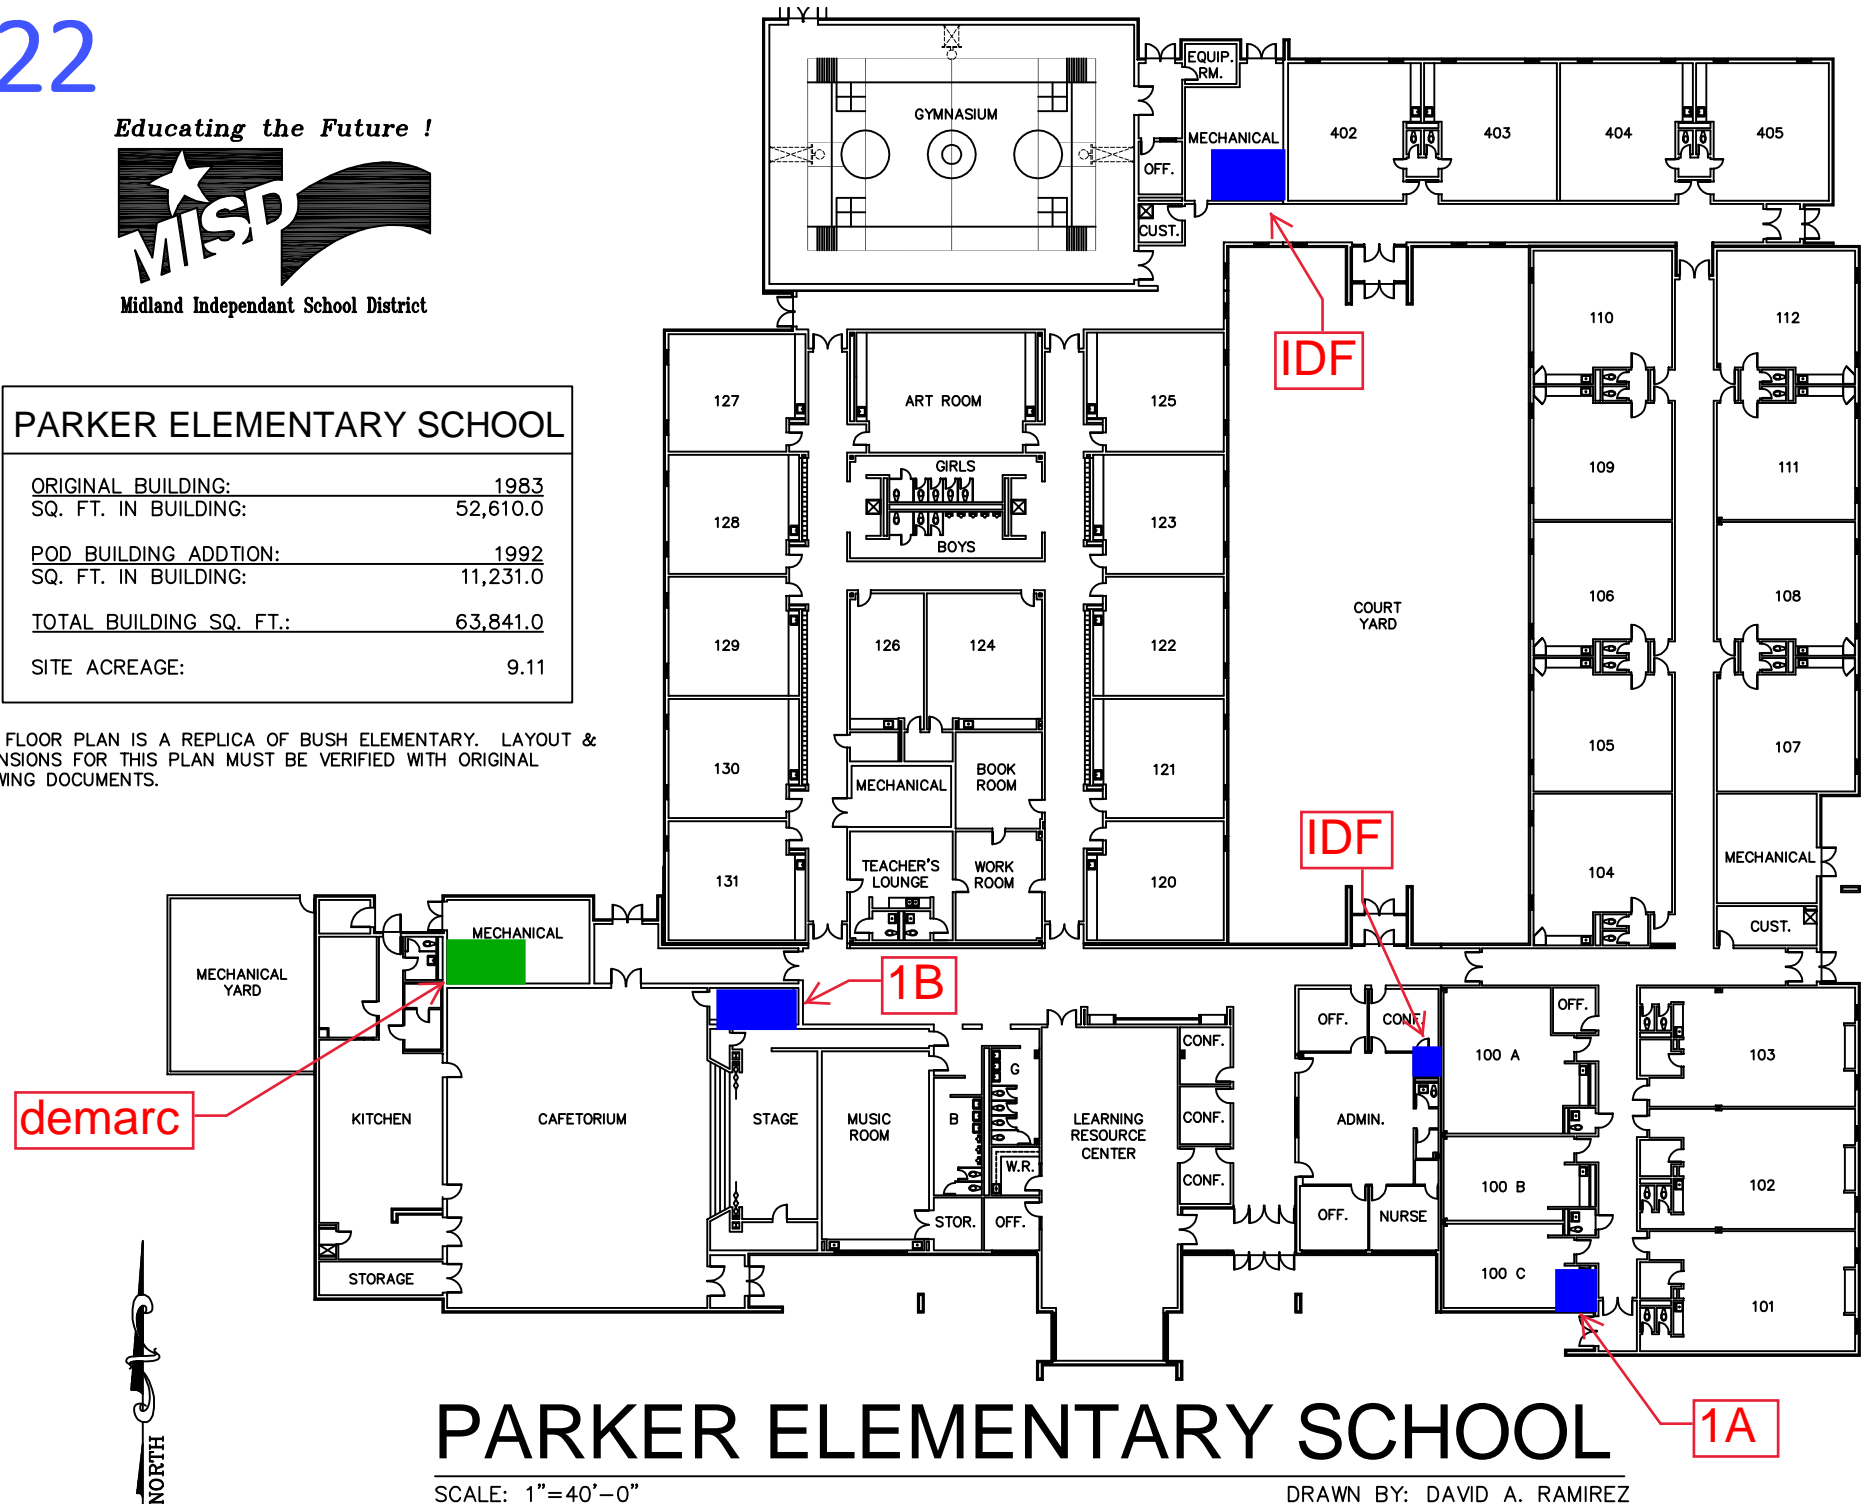 22
Educating the Future !
MISD
Midland Independant School District
PARKER ELEMENTARY SCHOOL
ORIGINAL BUILDING: 1983
SQ. FT. IN BUILDING: 52,610.0
POD BUILDING ADDTION: 1992
SQ. FT. IN BUILDING: 11,231.0
TOTAL BUILDING SQ. FT.: 63,841.0
SITE ACREAGE: 9.11
FLOOR PLAN IS A REPLICA OF BUSH ELEMENTARY. LAYOUT &
NSIONS FOR THIS PLAN MUST BE VERIFIED WITH ORIGINAL
WING DOCUMENTS.
GYMNASIUM
EQUIP.
RM.
MECHANICAL
OFF.
CUST.
402
403
404
405
IDF
110
112
127
ART ROOM
125
109
111
GIRLS
128
123
BOYS
106
108
COURT
YARD
129
126
124
122
105
107
130
MECHANICAL
BOOK
ROOM
121
IDF
131
TEACHER'S
LOUNGE
WORK
ROOM
120
104
MECHANICAL
CUST.
MECHANICAL
MECHANICAL
YARD
1B
demarc
KITCHEN
CAFETORIUM
STAGE
MUSIC
ROOM
B
G
W.R.
STOR.
OFF.
LEARNING
RESOURCE
CENTER
CONF.
CONF.
CONF.
OFF.
CONF.
ADMIN.
OFF.
NURSE
100 A
OFF.
100 B
100 C
103
102
101
STORAGE
1A
NORTH
PARKER ELEMENTARY SCHOOL
SCALE: 1"=40'-0"
DRAWN BY: DAVID A. RAMIREZ